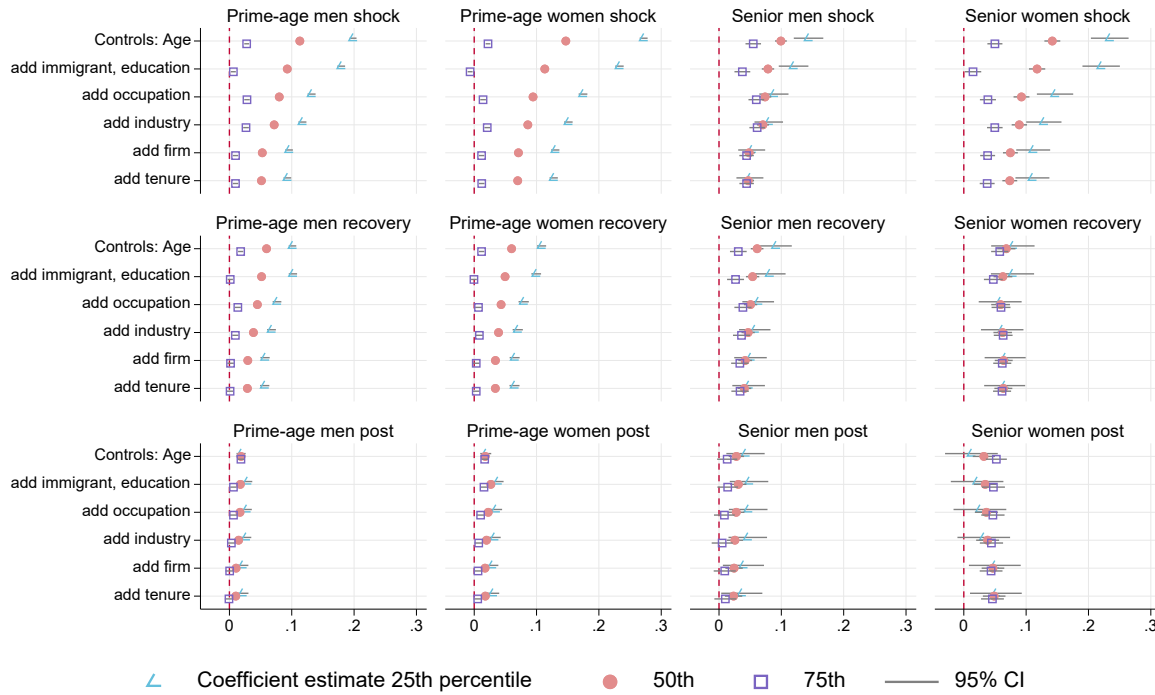 Prime-age men shock Prime-age women shock Senior men shock Senior women shock
Controls: Age
add immigrant, education
add occupation
add industry
add firm
add tenure
Prime-age men recovery Prime-age women recovery Senior men recovery Senior women recovery
Controls: Age
add immigrant, education
add occupation
add industry
add firm
add tenure
Prime-age men post Prime-age women post Senior men post Senior women post
Controls: Age
add immigrant, education
add occupation
add industry
add firm
add tenure
0 .1 .2 .3 0 .1 .2 .3 0 .1 .2 .3 0 .1 .2 .3
Coefficient estimate 25th percentile 50th 75th 95% CI